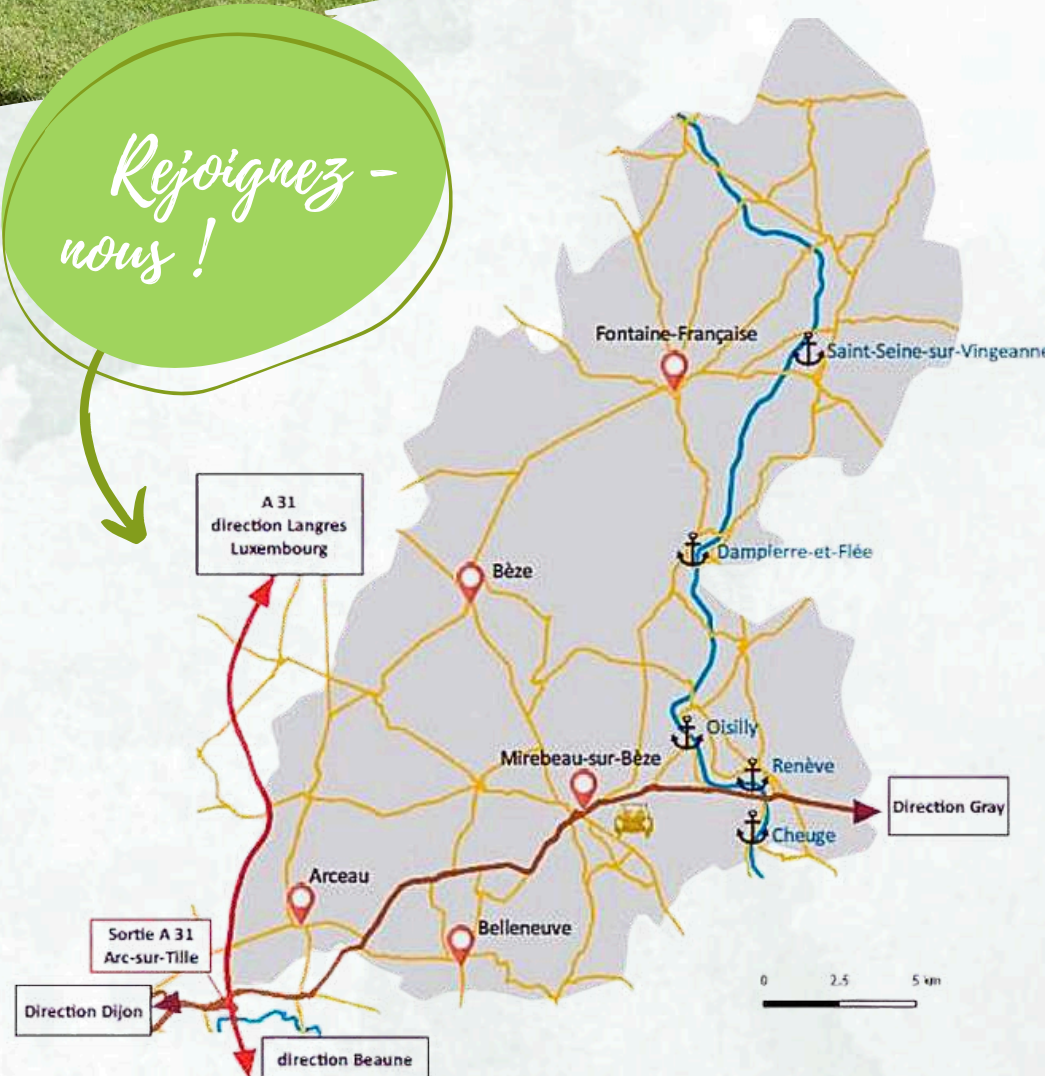 Rejoignez -
nous !
Fontaine-Française
Saint-Seine-sur-Vingeanne
A 31
direction Langres
Luxembourg
Dampierre-et-Flée
Bèze
Oisilly
Mirebeau-sur-Bèze
Renève
Direction Gray
Cheuge
Arceau
Belleneuve
Sortie A 31
Arc-sur-Tille
0 2.5 5 km
Direction Dijon
direction Beaune